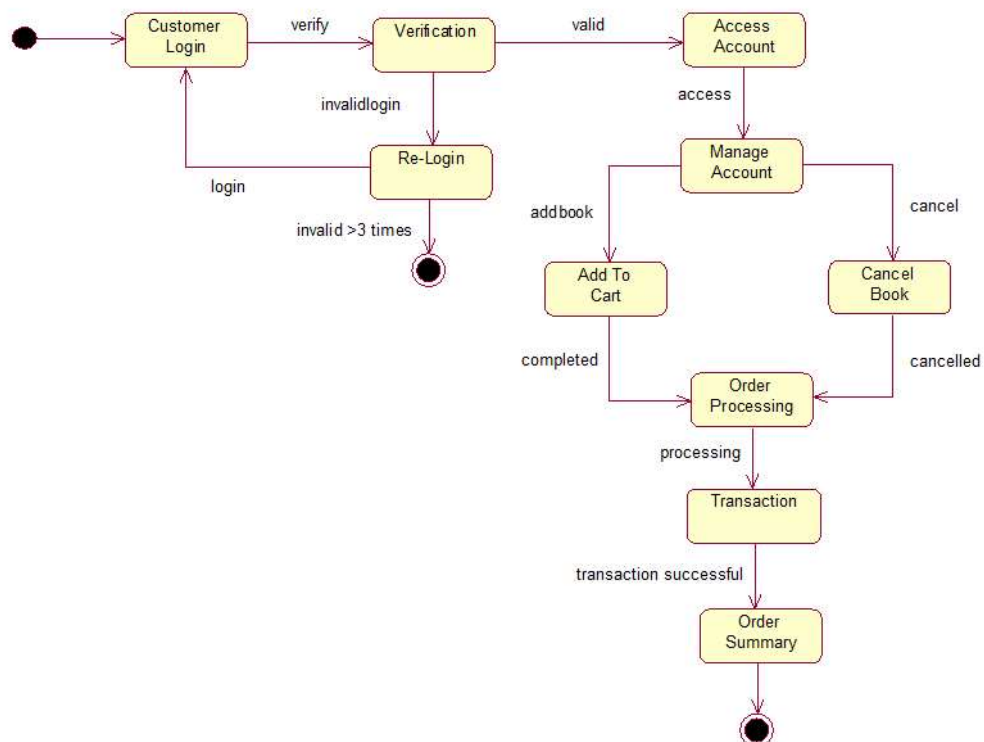 Customer
Login
verify
Verification
valid
Access
Account
invalidlogin
access
Re-Login
Manage
Account
login
addbook
cancel
invalid >3 times
Add To
Cart
Cancel
Book
completed
cancelled
Order
Processing
processing
Transaction
transaction successful
Order
Summary